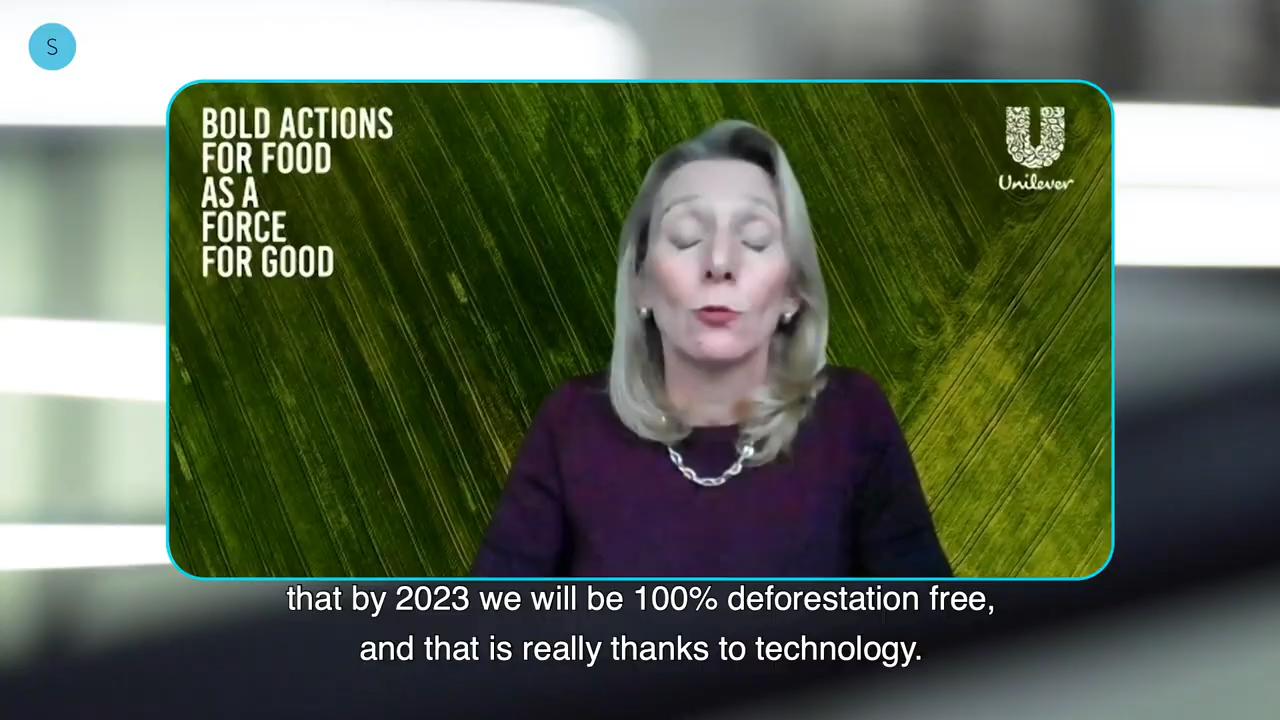 S
BOLD ACTIONS
FOR FOOD
AS A
FORCE
FOR GOOD
Unilever
that by 2023 we will be 100% deforestation free,
and that is really thanks to technology.